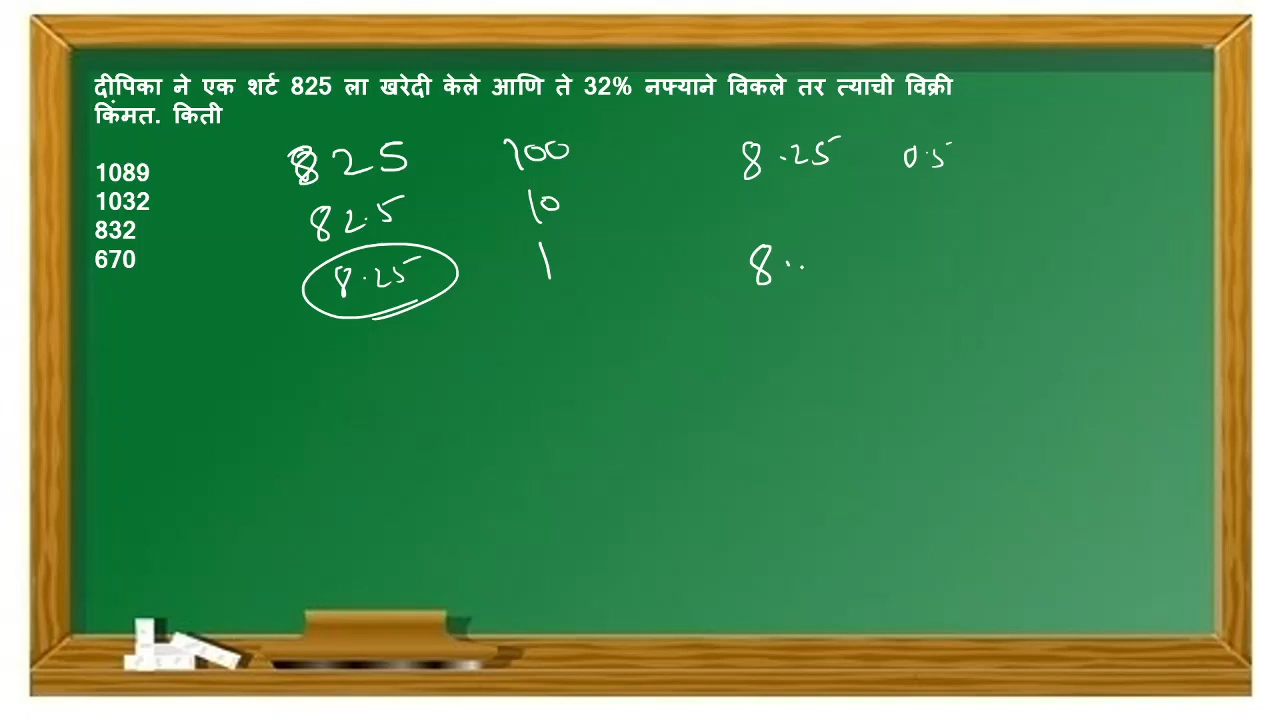 दीपिका ने एक शर्ट 825 ला खरेदी केले आणि ते 32% नफ्याने विकले तर त्याची विक्री
किंमत. किती
825 100 8.25 0.5
1089
1032
82.5 10
832
670
8.25 1 8..